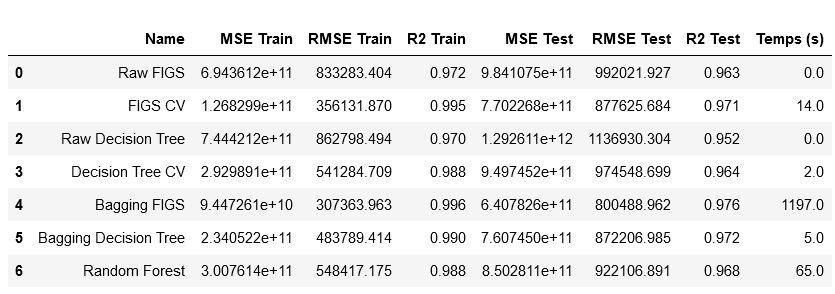 Name MSE Train RMSE Train R2 Train MSE Test RMSE Test R2 Test Temps (s)
0 Raw FIGS 6.943612e+11 833283.404 0.972 9.841075e+11 992021.927 0.963 0.0
1 FIGS CV 1.268299e+11 356131.870 0.995 7.702268e+11 877625.684 0.971 14.0
2 Raw Decision Tree 7.444212e+11 862798.494 0.970 1.292611e+12 1136930.304 0.952 0.0
3 Decision Tree CV 2.929891e+11 541284.709 0.988 9.497452e+11 974548.699 0.964 2.0
4 Bagging FIGS 9.447261e+10 307363.963 0.996 6.407826e+11 800488.962 0.976 1197.0
5 Bagging Decision Tree 2.340522e+11 483789.414 0.990 7.607450e+11 872206.985 0.972 5.0
6 Random Forest 3.007614e+11 548417.175 0.988 8.502811e+11 922106.891 0.968 65.0